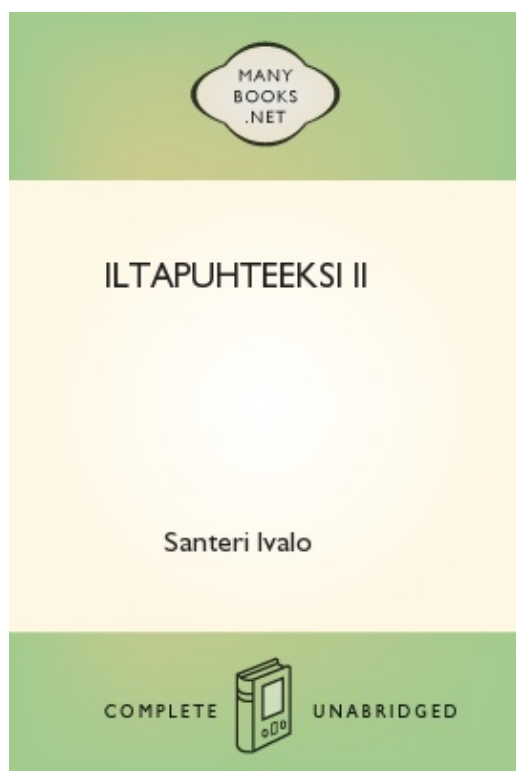 MANY
BOOKS
.NET
ILTAPUHTEEKSI II
Santeri Ivalo
COMPLETE UNABRIDGED